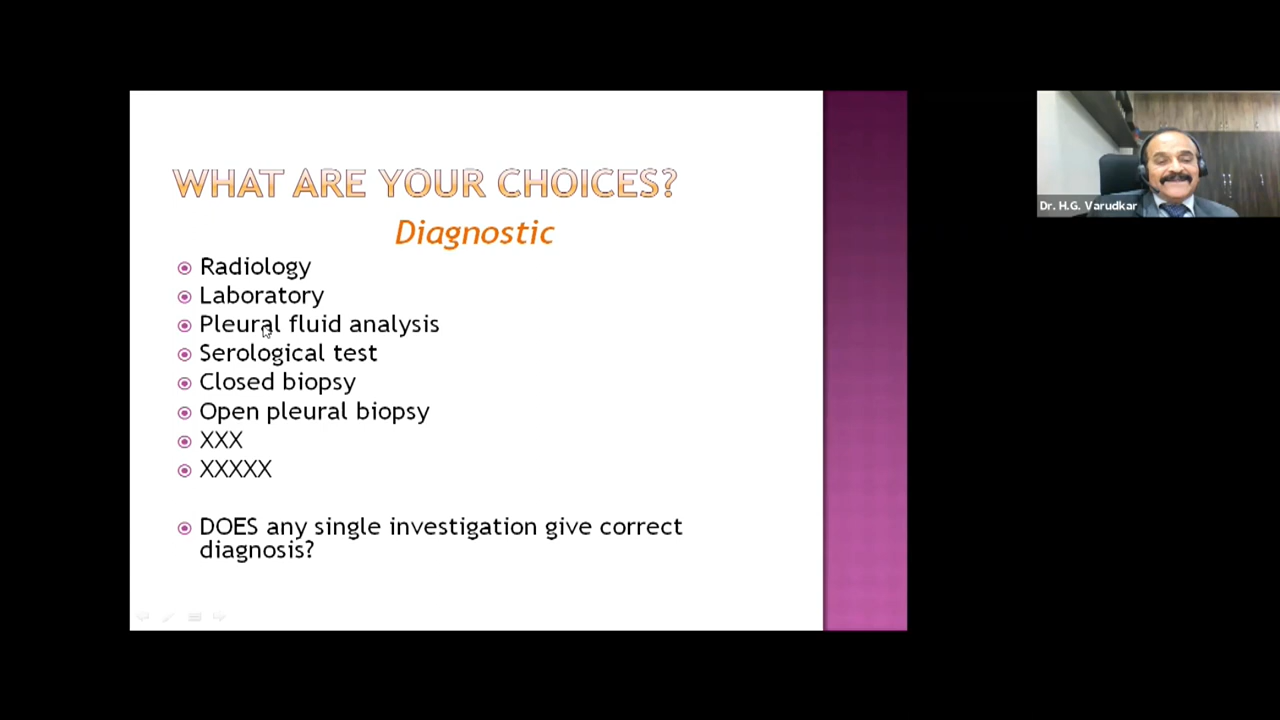 WHAT ARE YOUR CHOICES?
Diagnostic
Radiology
Laboratory
Pleural fluid analysis
Serological test
Closed biopsy
Open pleural biopsy
XXX
XXXXX
DOES any single investigation give correct
diagnosis?
Dr. H.G. Varudkar